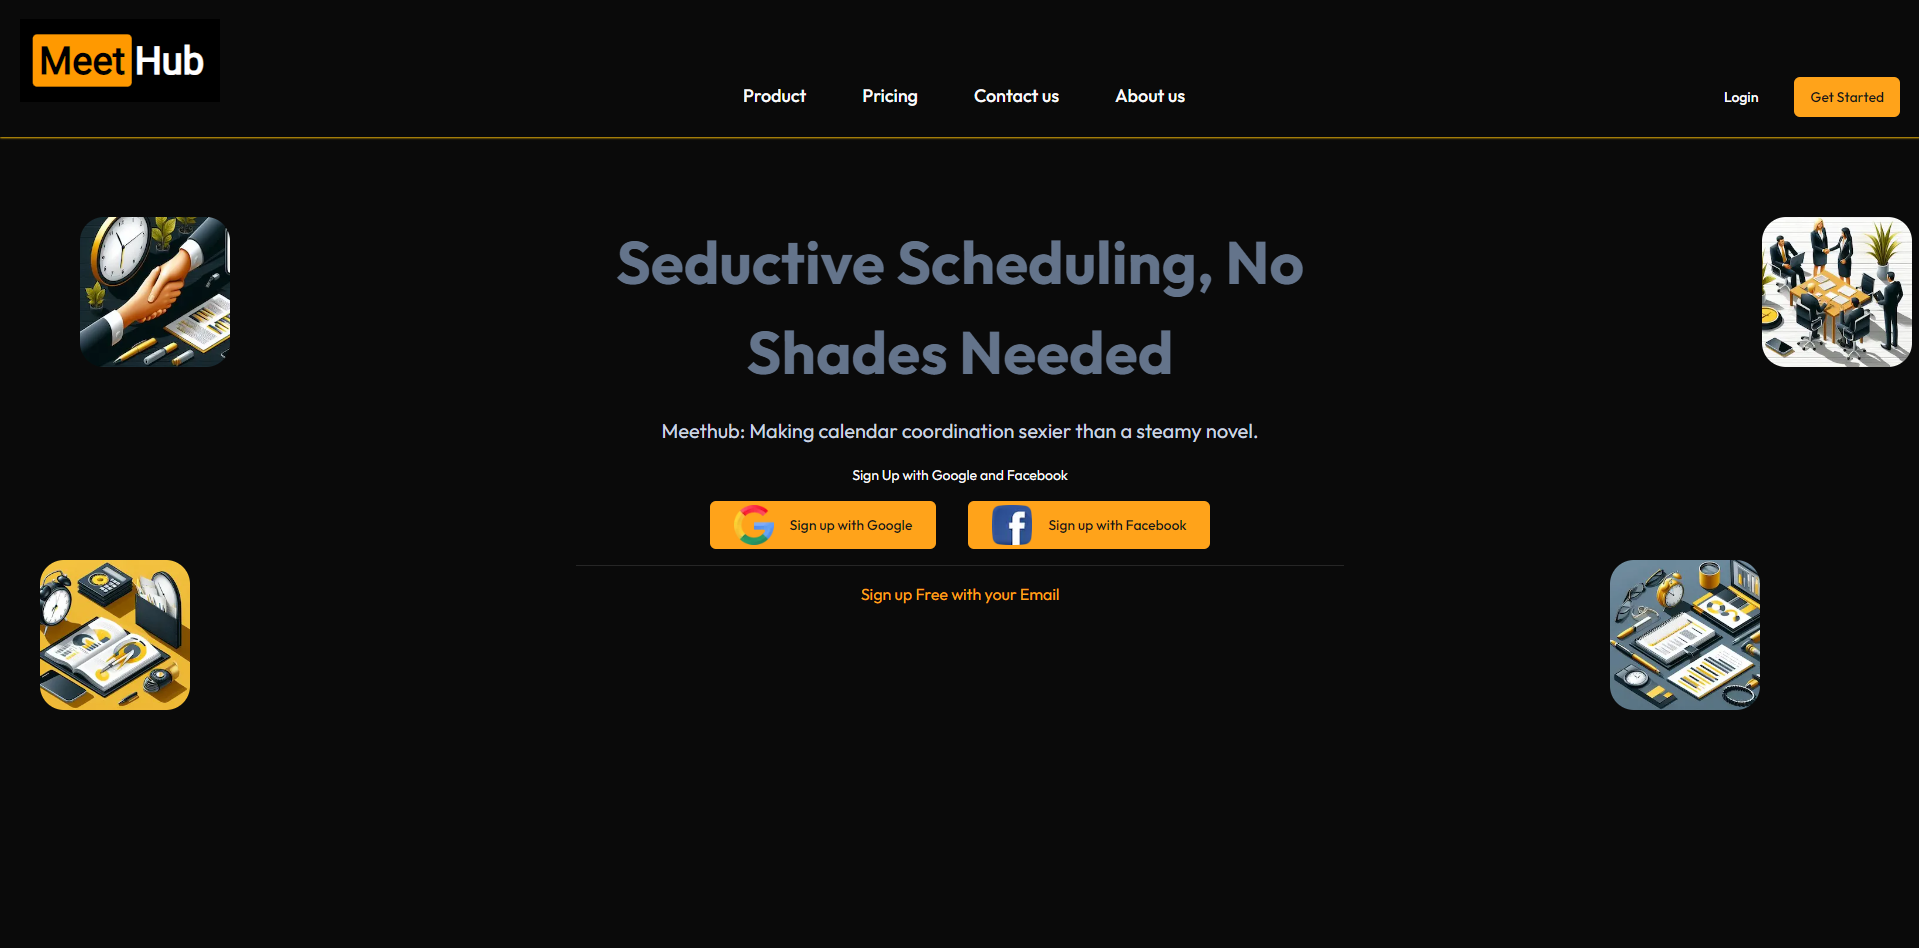 Meet Hub
Product Pricing Contact us About us
Login Get Started
Seductive Scheduling, No
Shades Needed
Meethub: Making calendar coordination sexier than a steamy novel.
Sign Up with Google and Facebook
Sign up with Google Sign up with Facebook
Sign up Free with your Email